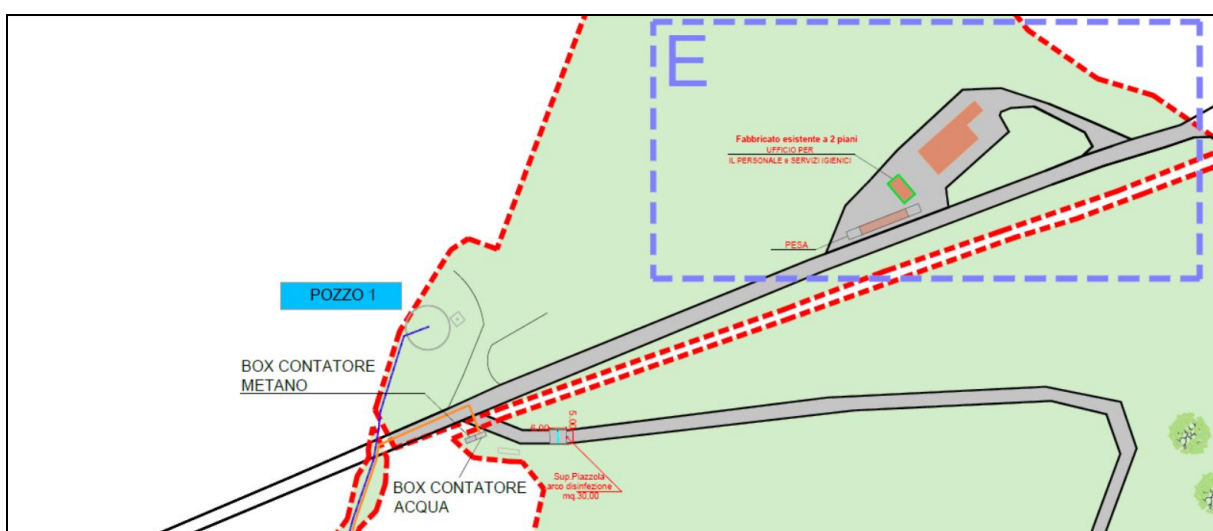 E
Fabbricato esistente a 2 piani
UFFICIO PER
IL PERSONALE e SERVIZI IGIENICI
PESA
POZZO 1
BOX CONTATORE
METANO
6.00
5.00
BOX CONTATORE
ACQUA
Sup.Piazzola
arco disinfezione
mq.30,00